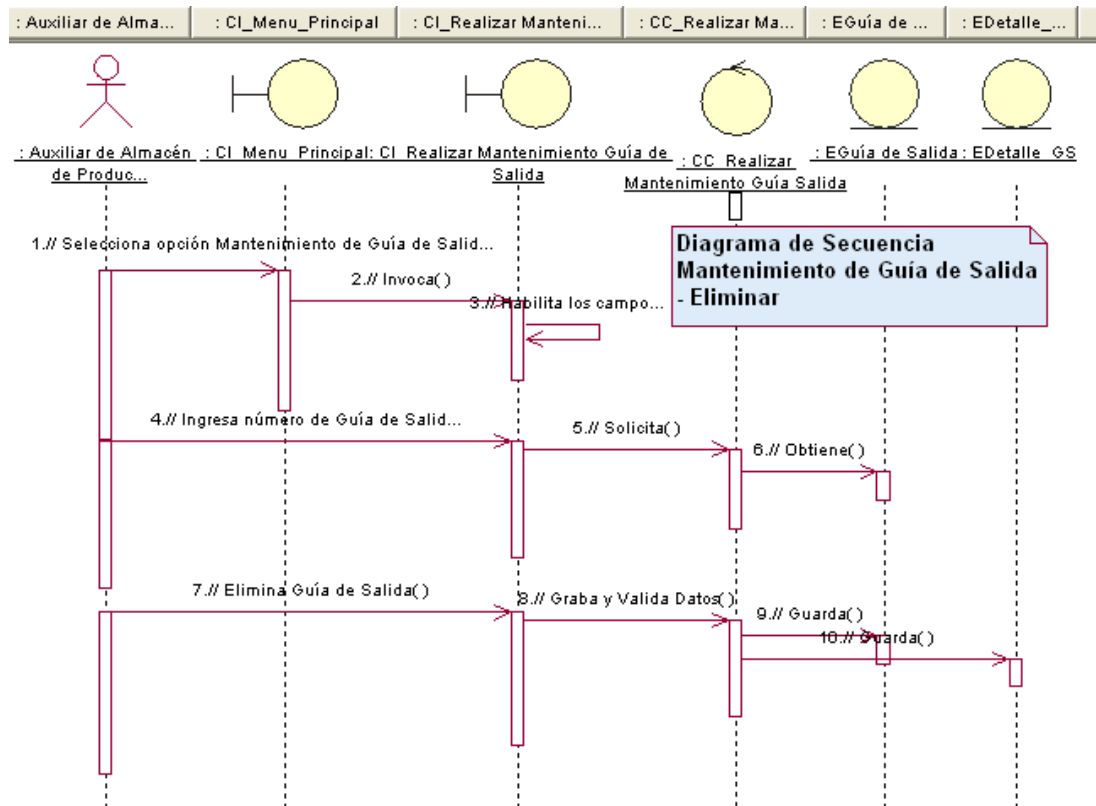 : Auxiliar de Alma...
: CI_Menu_Principal
: CI_Realizar Manteni...
: CC_Realizar Ma...
: EGuía de ...
: EDetalle_...
: Auxiliar de Almacén
de Produc...
: CI_Menu_Principal
: CI_Realizar Mantenimiento Guía de
Salida
: CC_Realizar
Mantenimiento Guía Salida
: EGuía de Salida
: EDetalle_GS
Diagrama de Secuencia
Mantenimiento de Guía de Salida
- Eliminar
1.// Selecciona opción Mantenimiento de Guía de Salid...
2.// Invoca( )
3.// Habilita los campo...
4.// Ingresa número de Guía de Salid...
5.// Solicita( )
6.// Obtiene( )
7.// Elimina Guía de Salida( )
8.// Graba y Valida Datos( )
9.// Guarda( )
10.// Guarda( )